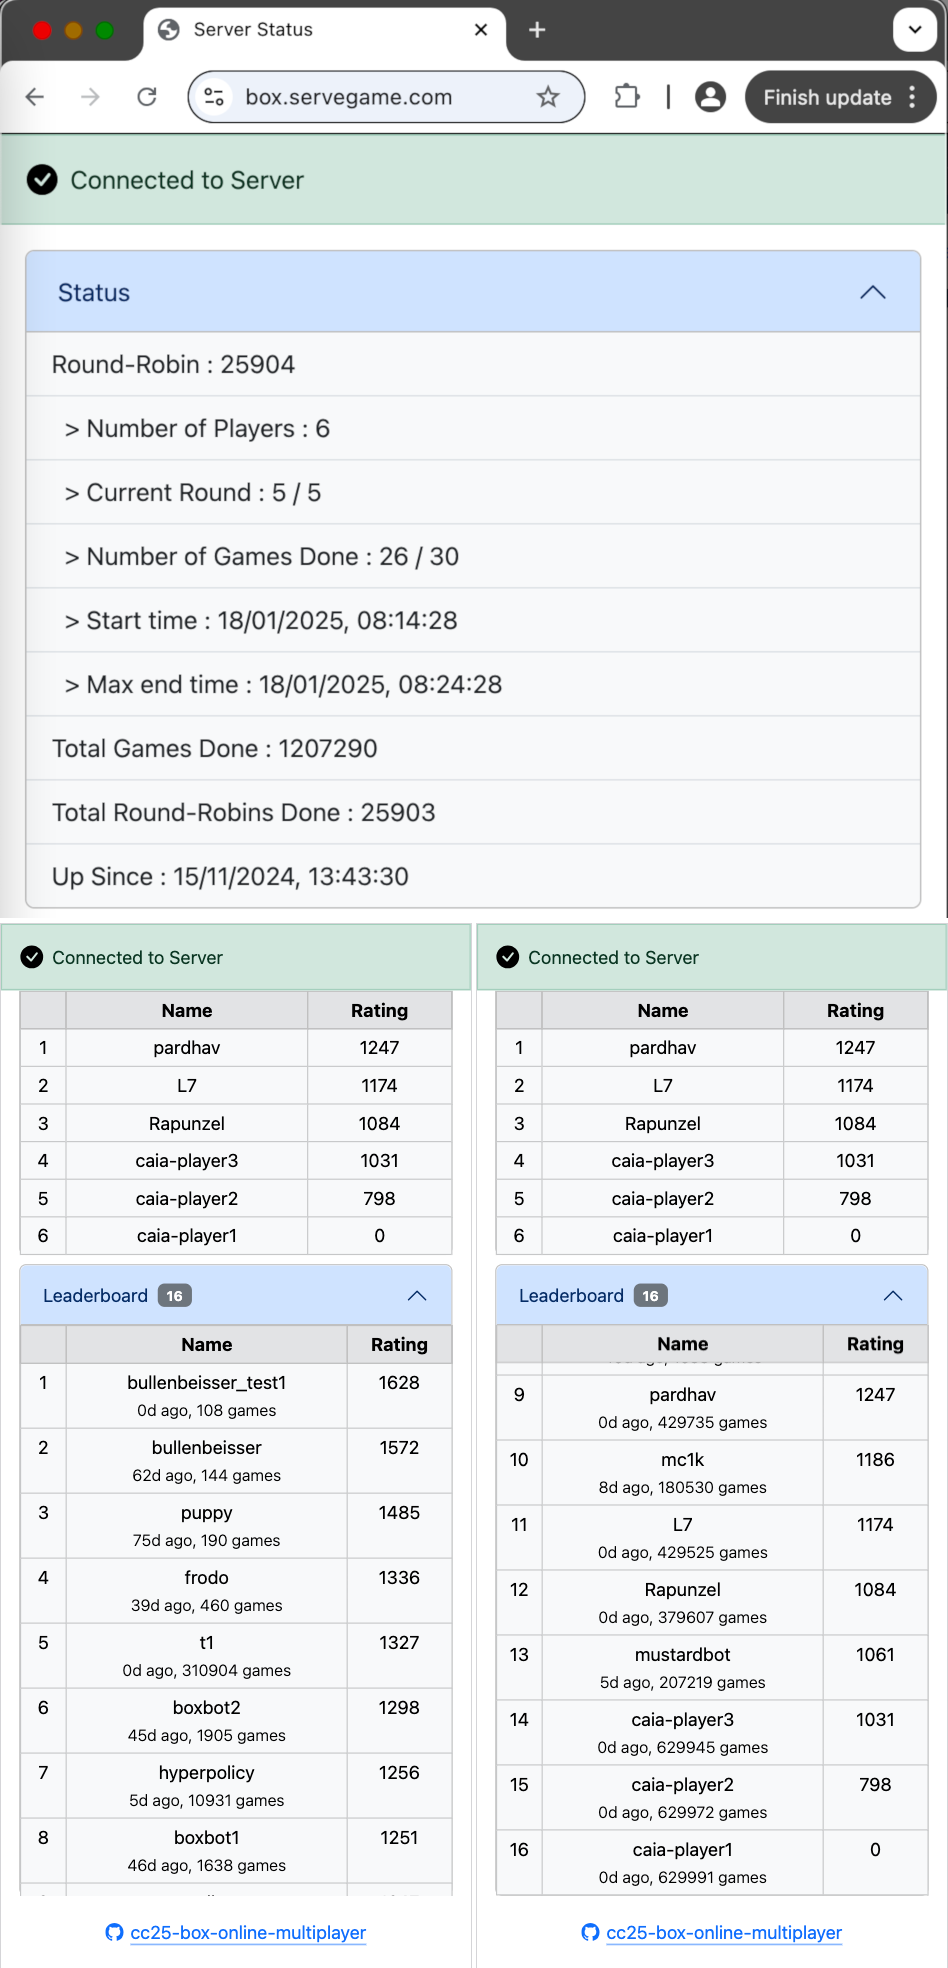 Server Status
box.servegame.com
Finish update
Connected to Server
Status
Round-Robin : 25904
> Number of Players : 6
> Current Round : 5 / 5
> Number of Games Done : 26 / 30
> Start time : 18/01/2025, 08:14:28
> Max end time : 18/01/2025, 08:24:28
Total Games Done : 1207290
Total Round-Robins Done : 25903
Up Since : 15/11/2024, 13:43:30
Connected to Server
Name Rating
1 pardhav 1247
2 L7 1174
3 Rapunzel 1084
4 caia-player3 1031
5 caia-player2 798
6 caia-player1 0
Leaderboard 16
Name Rating
1 bullenbeisser_test1 1628
0d ago, 108 games
2 bullenbeisser 1572
62d ago, 144 games
3 puppy 1485
75d ago, 190 games
4 frodo 1336
39d ago, 460 games
5 t1 1327
0d ago, 310904 games
6 boxbot2 1298
45d ago, 1905 games
7 hyperpolicy 1256
5d ago, 10931 games
8 boxbot1 1251
46d ago, 1638 games
cc25-box-online-multiplayer
Connected to Server
Name Rating
1 pardhav 1247
2 L7 1174
3 Rapunzel 1084
4 caia-player3 1031
5 caia-player2 798
6 caia-player1 0
Leaderboard 16
Name Rating
9 pardhav 1247
0d ago, 429735 games
10 mc1k 1186
8d ago, 180530 games
11 L7 1174
0d ago, 429525 games
12 Rapunzel 1084
0d ago, 379607 games
13 mustardbot 1061
5d ago, 207219 games
14 caia-player3 1031
0d ago, 629945 games
15 caia-player2 798
0d ago, 629972 games
16 caia-player1 0
0d ago, 629991 games
cc25-box-online-multiplayer